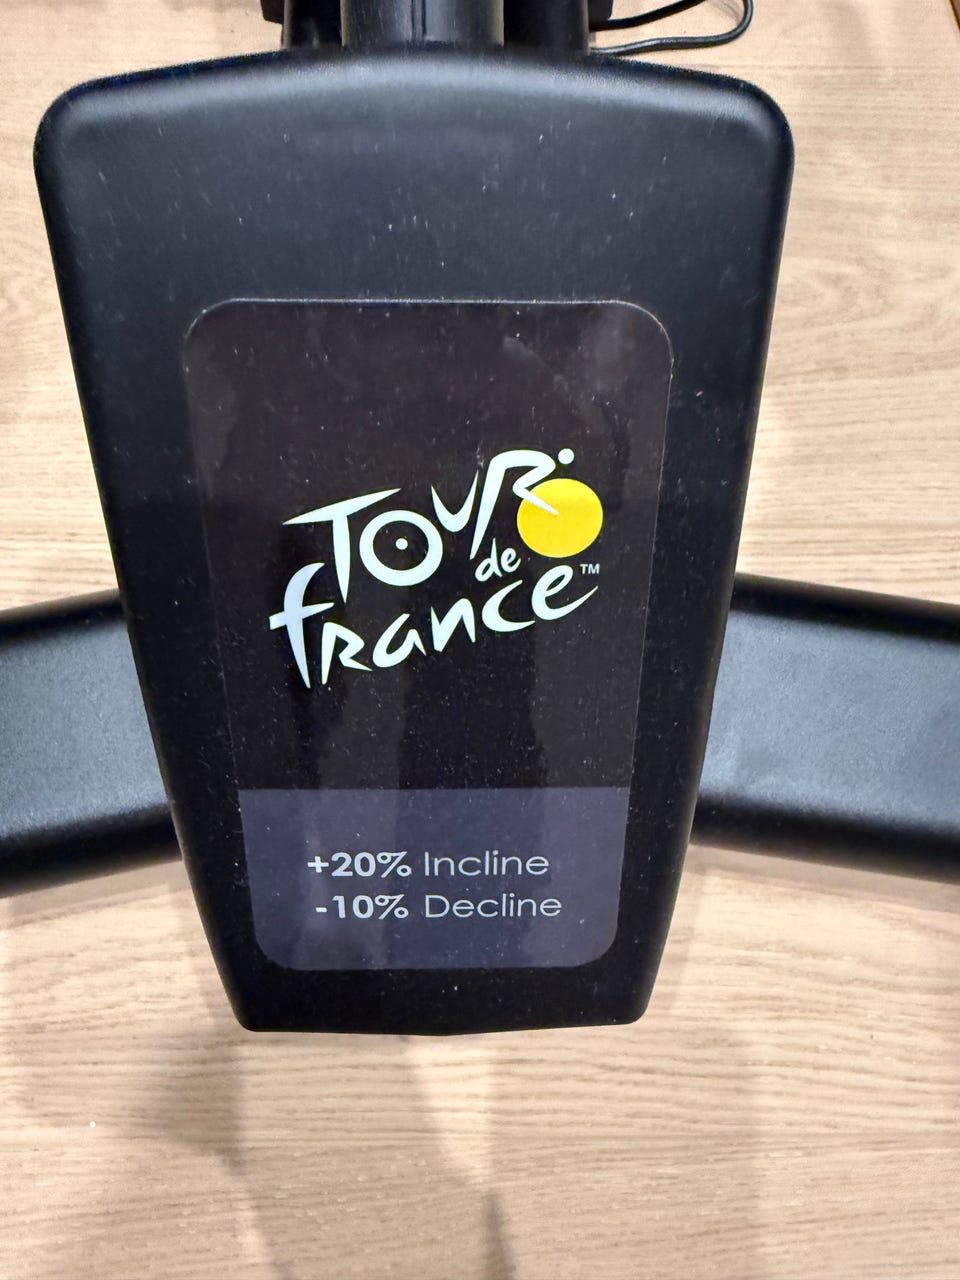 TOUR
de
france™
+20% Incline
-10% Decline